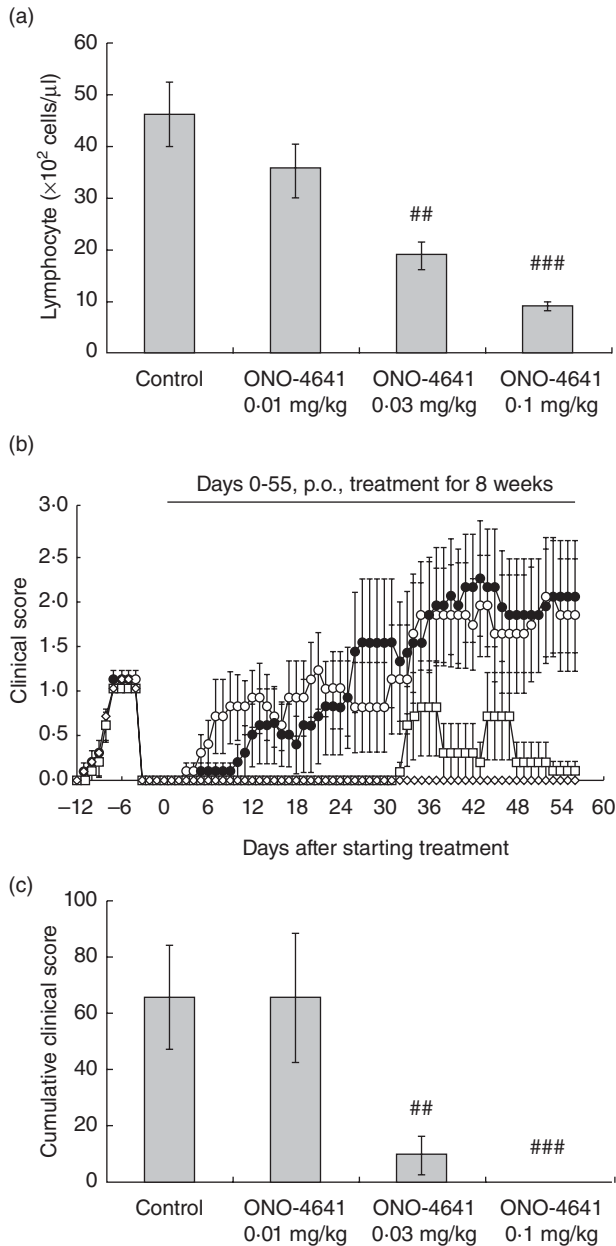 (a)
60
50
40
30
20
10
0
Lymphocyte (×10² cells/µl)
##
###
Control ONO-4641 ONO-4641 ONO-4641
0·01 mg/kg 0·03 mg/kg 0·1 mg/kg
(b)
Days 0-55, p.o., treatment for 8 weeks
3·0
2·5
2·0
1·5
1·0
0·5
0·0
Clinical score
−12 −6 0 6 12 18 24 30 36 42 48 54 60
Days after starting treatment
(c)
100
80
60
40
20
0
Cumulative clinical score
##
###
Control ONO-4641 ONO-4641 ONO-4641
0·01 mg/kg 0·03 mg/kg 0·1 mg/kg